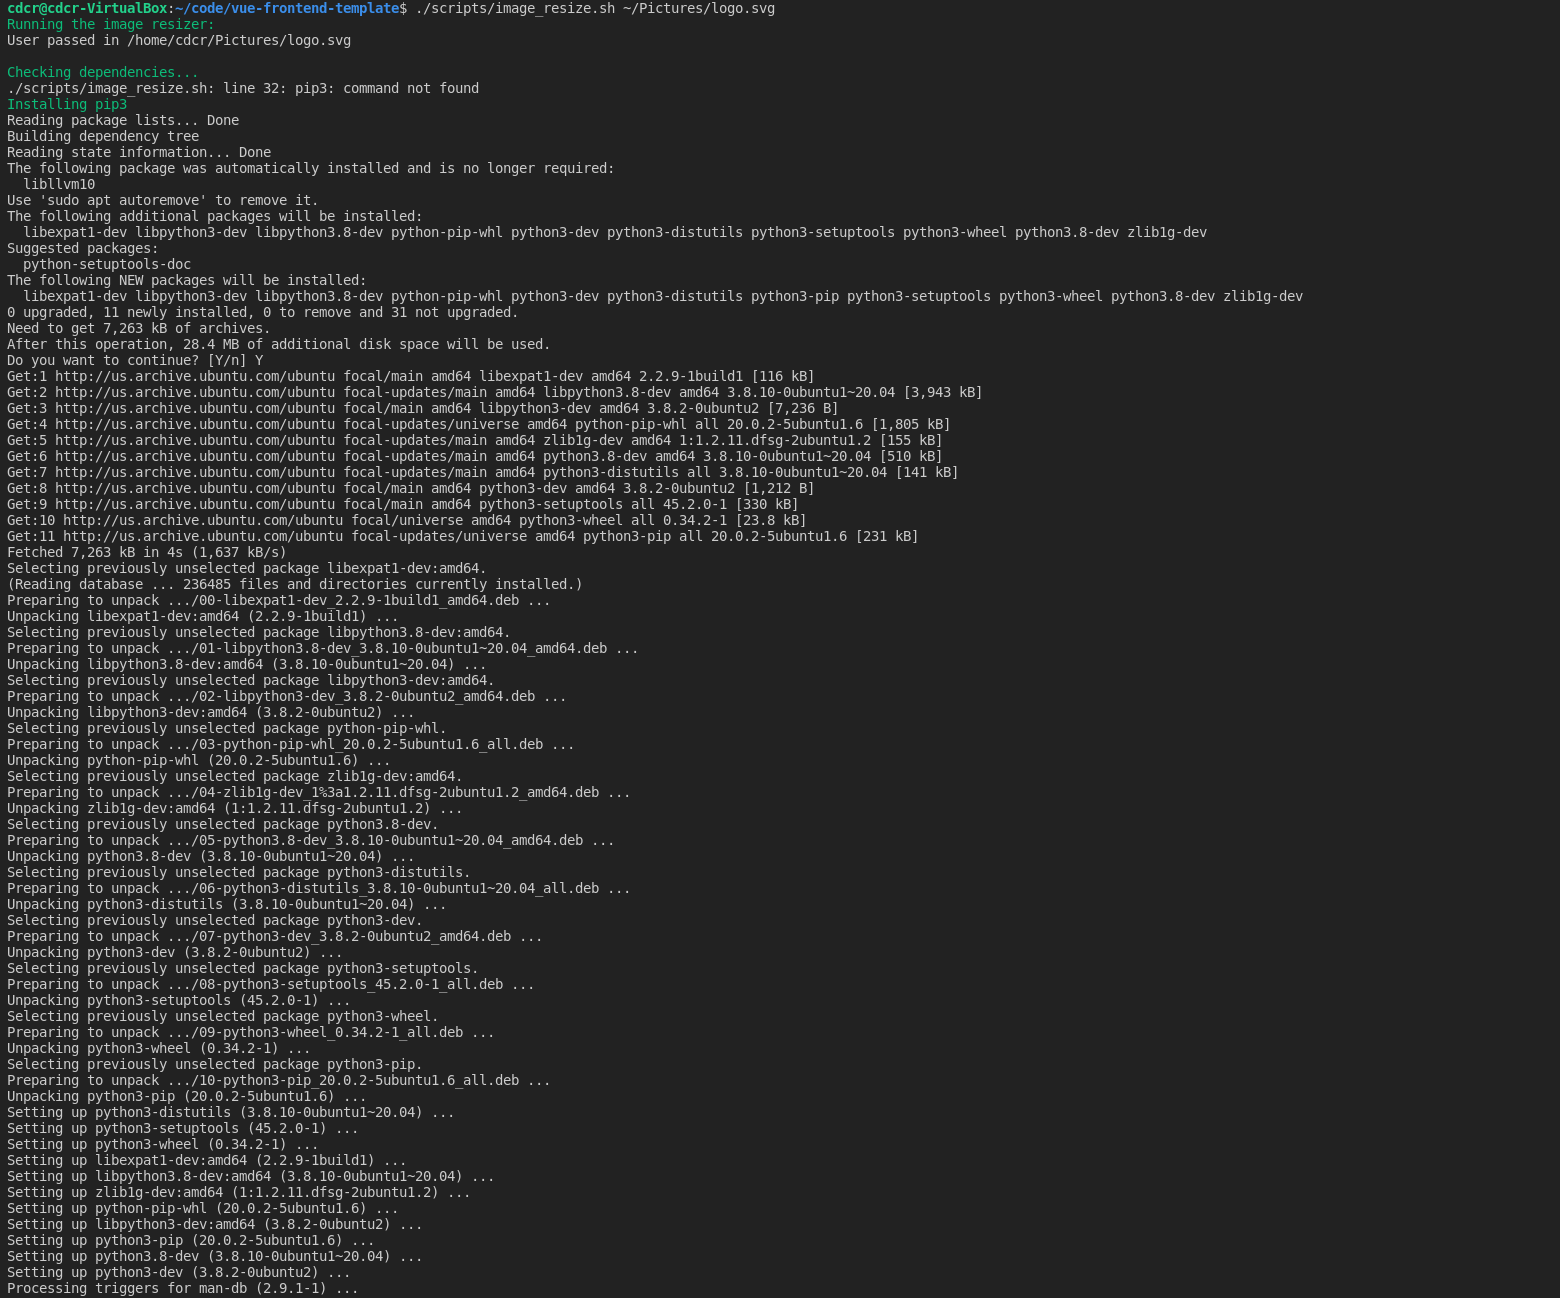 cdcr@cdcr-VirtualBox:~/code/vue-frontend-template$ ./scripts/image_resize.sh ~/Pictures/logo.svg
Running the image resizer:
User passed in /home/cdcr/Pictures/logo.svg

Checking dependencies...
./scripts/image_resize.sh: line 32: pip3: command not found
Installing pip3
Reading package lists... Done
Building dependency tree
Reading state information... Done
The following package was automatically installed and is no longer required:
  libllvm10
Use 'sudo apt autoremove' to remove it.
The following additional packages will be installed:
  libexpat1-dev libpython3-dev libpython3.8-dev python-pip-whl python3-dev python3-distutils python3-setuptools python3-wheel python3.8-dev zlib1g-dev
Suggested packages:
  python-setuptools-doc
The following NEW packages will be installed:
  libexpat1-dev libpython3-dev libpython3.8-dev python-pip-whl python3-dev python3-distutils python3-pip python3-setuptools python3-wheel python3.8-dev zlib1g-dev
0 upgraded, 11 newly installed, 0 to remove and 31 not upgraded.
Need to get 7,263 kB of archives.
After this operation, 28.4 MB of additional disk space will be used.
Do you want to continue? [Y/n] Y
Get:1 http://us.archive.ubuntu.com/ubuntu focal/main amd64 libexpat1-dev amd64 2.2.9-1build1 [116 kB]
Get:2 http://us.archive.ubuntu.com/ubuntu focal-updates/main amd64 libpython3.8-dev amd64 3.8.10-0ubuntu1~20.04 [3,943 kB]
Get:3 http://us.archive.ubuntu.com/ubuntu focal/main amd64 libpython3-dev amd64 3.8.2-0ubuntu2 [7,236 B]
Get:4 http://us.archive.ubuntu.com/ubuntu focal-updates/universe amd64 python-pip-whl all 20.0.2-5ubuntu1.6 [1,805 kB]
Get:5 http://us.archive.ubuntu.com/ubuntu focal-updates/main amd64 zlib1g-dev amd64 1:1.2.11.dfsg-2ubuntu1.2 [155 kB]
Get:6 http://us.archive.ubuntu.com/ubuntu focal-updates/main amd64 python3.8-dev amd64 3.8.10-0ubuntu1~20.04 [510 kB]
Get:7 http://us.archive.ubuntu.com/ubuntu focal-updates/main amd64 python3-distutils all 3.8.10-0ubuntu1~20.04 [141 kB]
Get:8 http://us.archive.ubuntu.com/ubuntu focal/main amd64 python3-dev amd64 3.8.2-0ubuntu2 [1,212 B]
Get:9 http://us.archive.ubuntu.com/ubuntu focal/main amd64 python3-setuptools all 45.2.0-1 [330 kB]
Get:10 http://us.archive.ubuntu.com/ubuntu focal/universe amd64 python3-wheel all 0.34.2-1 [23.8 kB]
Get:11 http://us.archive.ubuntu.com/ubuntu focal-updates/universe amd64 python3-pip all 20.0.2-5ubuntu1.6 [231 kB]
Fetched 7,263 kB in 4s (1,637 kB/s)
Selecting previously unselected package libexpat1-dev:amd64.
(Reading database ... 236485 files and directories currently installed.)
Preparing to unpack .../00-libexpat1-dev_2.2.9-1build1_amd64.deb ...
Unpacking libexpat1-dev:amd64 (2.2.9-1build1) ...
Selecting previously unselected package libpython3.8-dev:amd64.
Preparing to unpack .../01-libpython3.8-dev_3.8.10-0ubuntu1~20.04_amd64.deb ...
Unpacking libpython3.8-dev:amd64 (3.8.10-0ubuntu1~20.04) ...
Selecting previously unselected package libpython3-dev:amd64.
Preparing to unpack .../02-libpython3-dev_3.8.2-0ubuntu2_amd64.deb ...
Unpacking libpython3-dev:amd64 (3.8.2-0ubuntu2) ...
Selecting previously unselected package python-pip-whl.
Preparing to unpack .../03-python-pip-whl_20.0.2-5ubuntu1.6_all.deb ...
Unpacking python-pip-whl (20.0.2-5ubuntu1.6) ...
Selecting previously unselected package zlib1g-dev:amd64.
Preparing to unpack .../04-zlib1g-dev_1%3a1.2.11.dfsg-2ubuntu1.2_amd64.deb ...
Unpacking zlib1g-dev:amd64 (1:1.2.11.dfsg-2ubuntu1.2) ...
Selecting previously unselected package python3.8-dev.
Preparing to unpack .../05-python3.8-dev_3.8.10-0ubuntu1~20.04_amd64.deb ...
Unpacking python3.8-dev (3.8.10-0ubuntu1~20.04) ...
Selecting previously unselected package python3-distutils.
Preparing to unpack .../06-python3-distutils_3.8.10-0ubuntu1~20.04_all.deb ...
Unpacking python3-distutils (3.8.10-0ubuntu1~20.04) ...
Selecting previously unselected package python3-dev.
Preparing to unpack .../07-python3-dev_3.8.2-0ubuntu2_amd64.deb ...
Unpacking python3-dev (3.8.2-0ubuntu2) ...
Selecting previously unselected package python3-setuptools.
Preparing to unpack .../08-python3-setuptools_45.2.0-1_all.deb ...
Unpacking python3-setuptools (45.2.0-1) ...
Selecting previously unselected package python3-wheel.
Preparing to unpack .../09-python3-wheel_0.34.2-1_all.deb ...
Unpacking python3-wheel (0.34.2-1) ...
Selecting previously unselected package python3-pip.
Preparing to unpack .../10-python3-pip_20.0.2-5ubuntu1.6_all.deb ...
Unpacking python3-pip (20.0.2-5ubuntu1.6) ...
Setting up python3-distutils (3.8.10-0ubuntu1~20.04) ...
Setting up python3-setuptools (45.2.0-1) ...
Setting up python3-wheel (0.34.2-1) ...
Setting up libexpat1-dev:amd64 (2.2.9-1build1) ...
Setting up libpython3.8-dev:amd64 (3.8.10-0ubuntu1~20.04) ...
Setting up zlib1g-dev:amd64 (1:1.2.11.dfsg-2ubuntu1.2) ...
Setting up python-pip-whl (20.0.2-5ubuntu1.6) ...
Setting up libpython3-dev:amd64 (3.8.2-0ubuntu2) ...
Setting up python3-pip (20.0.2-5ubuntu1.6) ...
Setting up python3.8-dev (3.8.10-0ubuntu1~20.04) ...
Setting up python3-dev (3.8.2-0ubuntu2) ...
Processing triggers for man-db (2.9.1-1) ...